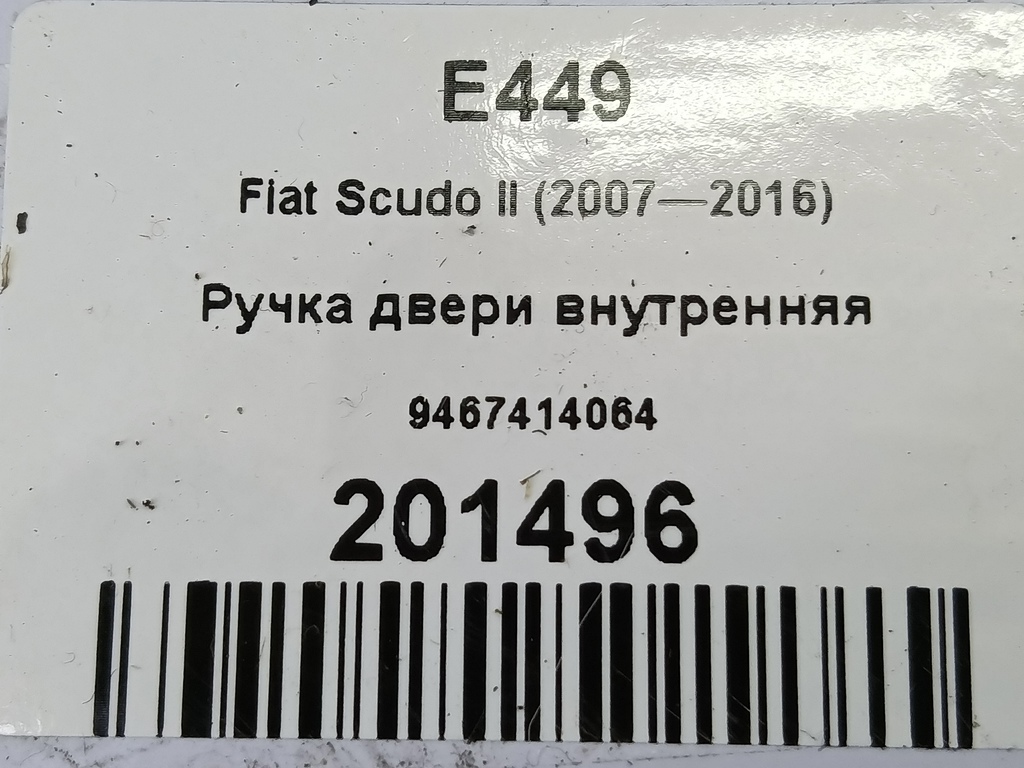 E449
Fiat Scudo II (2007—2016)
Ручка двери внутренняя
9467414064
201496